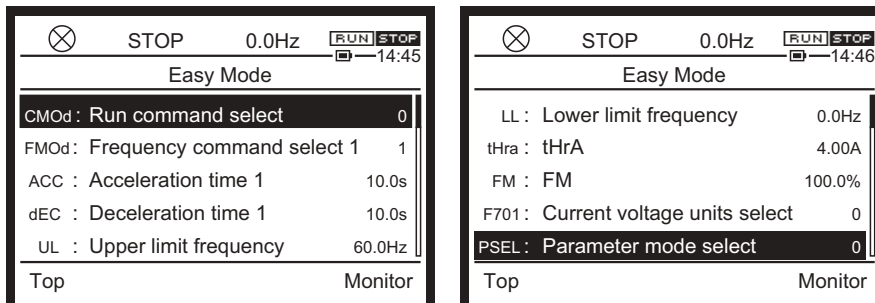 STOP 0.0Hz RUN STOP
14:45
Easy Mode
CMOd : Run command select 0
FMOd : Frequency command select 1 1
ACC : Acceleration time 1 10.0s
dEC : Deceleration time 1 10.0s
UL : Upper limit frequency 60.0Hz
Top Monitor
STOP 0.0Hz RUN STOP
14:46
Easy Mode
LL : Lower limit frequency 0.0Hz
tHra : tHrA 4.00A
FM : FM 100.0%
F701 : Current voltage units select 0
PSEL : Parameter mode select 0
Top Monitor